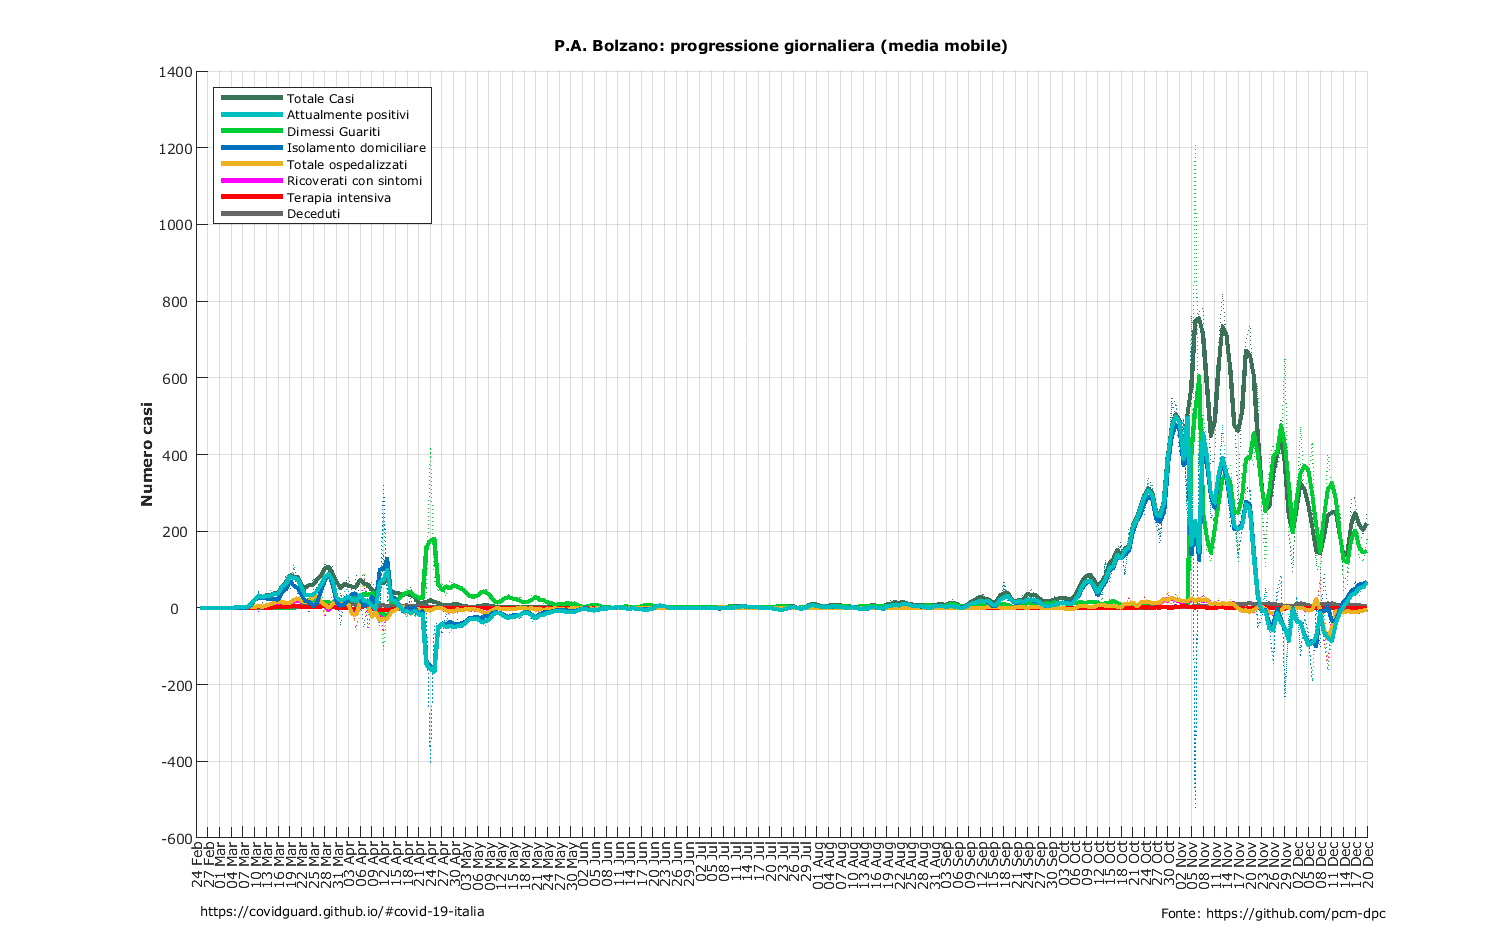 P.A. Bolzano: progressione giornaliera (media mobile)
1400
1200
1000
800
600
400
200
0
-200
-400
-600
Numero casi
Totale Casi
Attualmente positivi
Dimessi Guariti
Isolamento domiciliare
Totale ospedalizzati
Ricoverati con sintomi
Terapia intensiva
Deceduti
24 Feb
27 Feb
01 Mar
04 Mar
07 Mar
10 Mar
13 Mar
16 Mar
19 Mar
22 Mar
25 Mar
28 Mar
31 Mar
03 Apr
06 Apr
09 Apr
12 Apr
15 Apr
18 Apr
21 Apr
24 Apr
27 Apr
30 Apr
03 May
06 May
09 May
12 May
15 May
18 May
21 May
24 May
27 May
30 May
02 Jun
05 Jun
08 Jun
11 Jun
14 Jun
17 Jun
20 Jun
23 Jun
26 Jun
29 Jun
02 Jul
05 Jul
08 Jul
11 Jul
14 Jul
17 Jul
20 Jul
23 Jul
26 Jul
29 Jul
01 Aug
04 Aug
07 Aug
10 Aug
13 Aug
16 Aug
19 Aug
22 Aug
25 Aug
28 Aug
31 Aug
03 Sep
06 Sep
09 Sep
12 Sep
15 Sep
18 Sep
21 Sep
24 Sep
27 Sep
30 Sep
03 Oct
06 Oct
09 Oct
12 Oct
15 Oct
18 Oct
21 Oct
24 Oct
27 Oct
30 Oct
02 Nov
05 Nov
08 Nov
11 Nov
14 Nov
17 Nov
20 Nov
23 Nov
26 Nov
29 Nov
02 Dec
05 Dec
08 Dec
11 Dec
14 Dec
17 Dec
20 Dec
https://covidguard.github.io/#covid-19-italia
Fonte: https://github.com/pcm-dpc